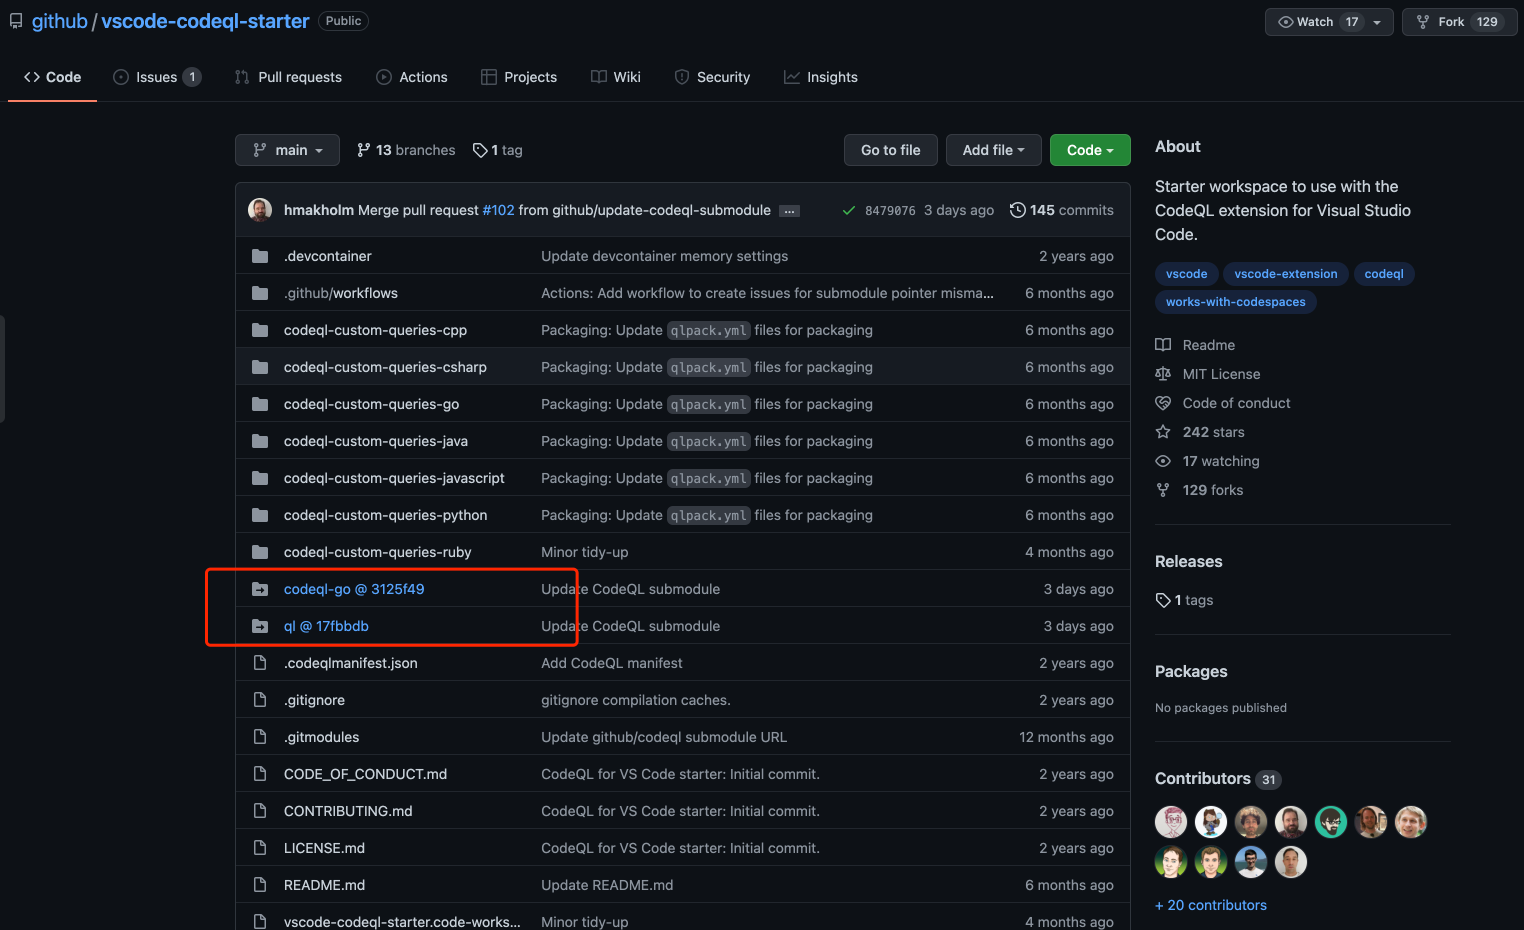 github / vscode-codeql-starter Public
Watch 17
Fork 129
Code
Issues 1
Pull requests
Actions
Projects
Wiki
Security
Insights
main
13 branches
1 tag
Go to file
Add file
Code
hmakholm Merge pull request #102 from github/update-codeql-submodule ... 8479076 3 days ago 145 commits
.devcontainer Update devcontainer memory settings 2 years ago
.github/workflows Actions: Add workflow to create issues for submodule pointer misma... 6 months ago
codeql-custom-queries-cpp Packaging: Update qlpack.yml files for packaging 6 months ago
codeql-custom-queries-csharp Packaging: Update qlpack.yml files for packaging 6 months ago
codeql-custom-queries-go Packaging: Update qlpack.yml files for packaging 6 months ago
codeql-custom-queries-java Packaging: Update qlpack.yml files for packaging 6 months ago
codeql-custom-queries-javascript Packaging: Update qlpack.yml files for packaging 6 months ago
codeql-custom-queries-python Packaging: Update qlpack.yml files for packaging 6 months ago
codeql-custom-queries-ruby Minor tidy-up 4 months ago
codeql-go @ 3125f49 Update CodeQL submodule 3 days ago
ql @ 17fbbdb Update CodeQL submodule 3 days ago
.codeqlmanifest.json Add CodeQL manifest 2 years ago
.gitignore gitignore compilation caches. 2 years ago
.gitmodules Update github/codeql submodule URL 12 months ago
CODE_OF_CONDUCT.md CodeQL for VS Code starter: Initial commit. 2 years ago
CONTRIBUTING.md CodeQL for VS Code starter: Initial commit. 2 years ago
LICENSE.md CodeQL for VS Code starter: Initial commit. 2 years ago
README.md Update README.md 6 months ago
vscode-codeql-starter.code-works... Minor tidy-up 4 months ago
About
Starter workspace to use with the
CodeQL extension for Visual Studio
Code.
vscode vscode-extension codeql
works-with-codespaces
Readme
MIT License
Code of conduct
242 stars
17 watching
129 forks
Releases
1 tags
Packages
No packages published
Contributors 31
+ 20 contributors